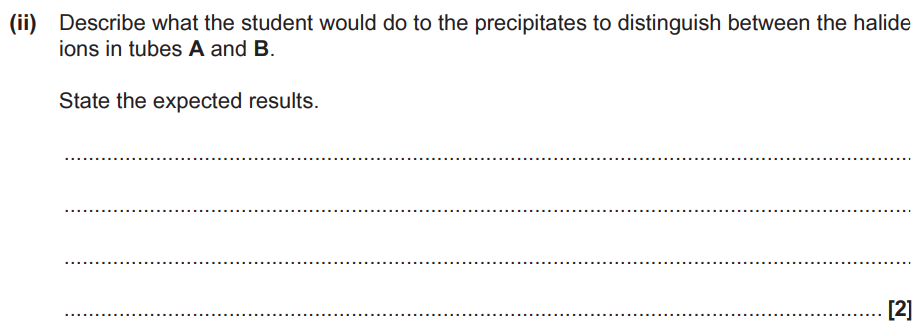 (ii) Describe what the student would do to the precipitates to distinguish between the halide
ions in tubes A and B.
State the expected results.
..........................................................................................................................................
..........................................................................................................................................
..........................................................................................................................................
..................................................................................................................................... [2]